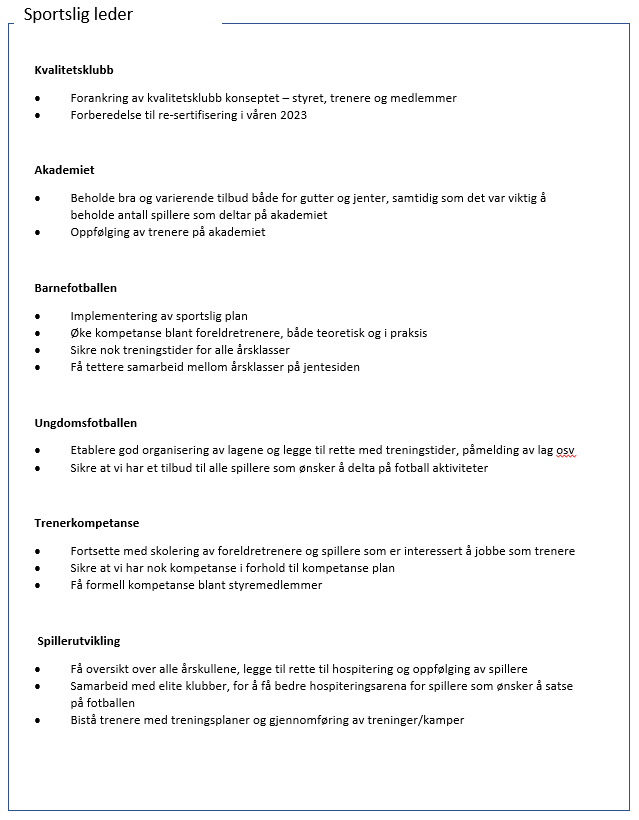 Sportslig leder
Kvalitetsklubb
• Forankring av kvalitetsklubb konseptet – styret, trenere og medlemmer
• Forberedelse til re-sertifisering i våren 2023
Akademiet
• Beholde bra og varierende tilbud både for gutter og jenter, samtidig som det var viktig å
beholde antall spillere som deltar på akademiet
• Oppfølging av trenere på akademiet
Barnefotballen
• Implementering av sportslig plan
• Øke kompetanse blant foreldretrenere, både teoretisk og i praksis
• Sikre nok treningstider for alle årsklasser
• Få tettere samarbeid mellom årsklasser på jentesiden
Ungdomsfotballen
• Etablere god organisering av lagene og legge til rette med treningstider, påmelding av lag osv
• Sikre at vi har et tilbud til alle spillere som ønsker å delta på fotball aktiviteter
Trenerkompetanse
• Fortsette med skolering av foreldretrenere og spillere som er interessert å jobbe som trenere
• Sikre at vi har nok kompetanse i forhold til kompetanse plan
• Få formell kompetanse blant styremedlemmer
Spillerutvikling
• Få oversikt over alle årskullene, legge til rette til hospitering og oppfølging av spillere
• Samarbeid med elite klubber, for å få bedre hospiteringsarena for spillere som ønsker å satse
på fotballen
• Bistå trenere med treningsplaner og gjennomføring av treninger/kamper